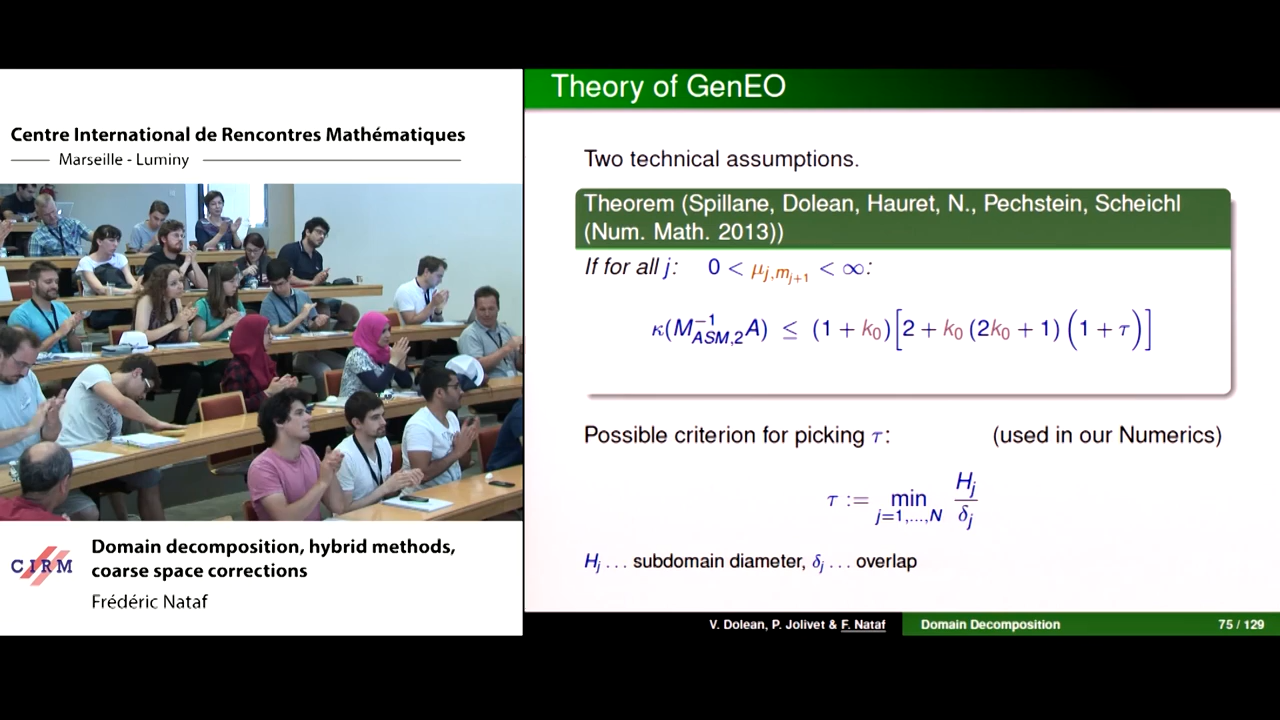 Centre International de Rencontres Mathématiques
Marseille - Luminy
CIRM
Domain decomposition, hybrid methods,
coarse space corrections
Frédéric Nataf
Theory of GenEO
Two technical assumptions.
Theorem (Spillane, Dolean, Hauret, N., Pechstein, Scheichl
(Num. Math. 2013))
If for all j: 0 < μ_{j,m_{j+1}} < ∞:
κ(M^{-1}_{ASM,2}A) ≤ (1 + k₀)[2 + k₀ (2k₀ + 1) (1 + τ)]
Possible criterion for picking τ: (used in our Numerics)
τ := min_{j=1,...,N} H_j/δ_j
H_j ... subdomain diameter, δ_j ... overlap
V. Dolean, P. Jolivet & F. Nataf Domain Decomposition 75 / 129